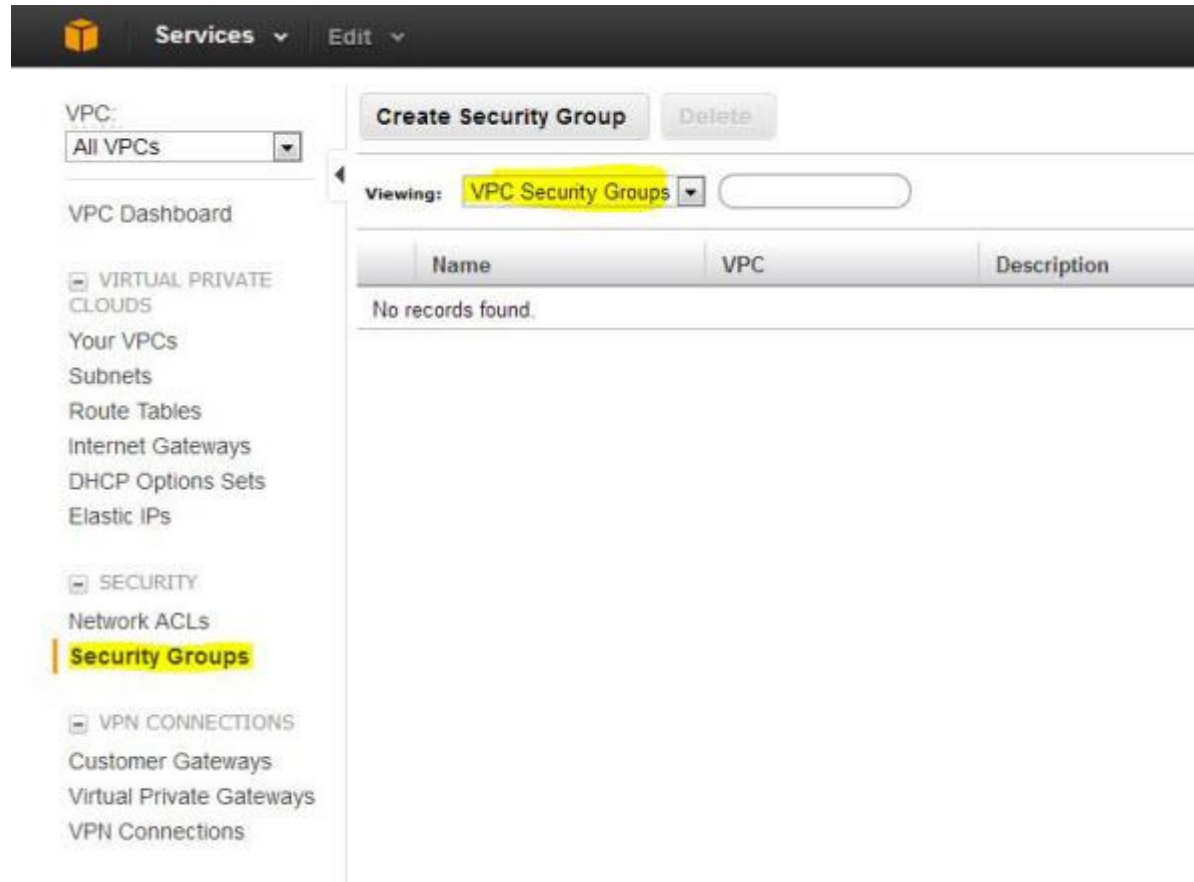 Services Edit
VPC:
All VPCs
VPC Dashboard
VIRTUAL PRIVATE
CLOUDS
Your VPCs
Subnets
Route Tables
Internet Gateways
DHCP Options Sets
Elastic IPs
SECURITY
Network ACLs
Security Groups
VPN CONNECTIONS
Customer Gateways
Virtual Private Gateways
VPN Connections
Create Security Group Delete
Viewing: VPC Security Groups
Name VPC Description
No records found.